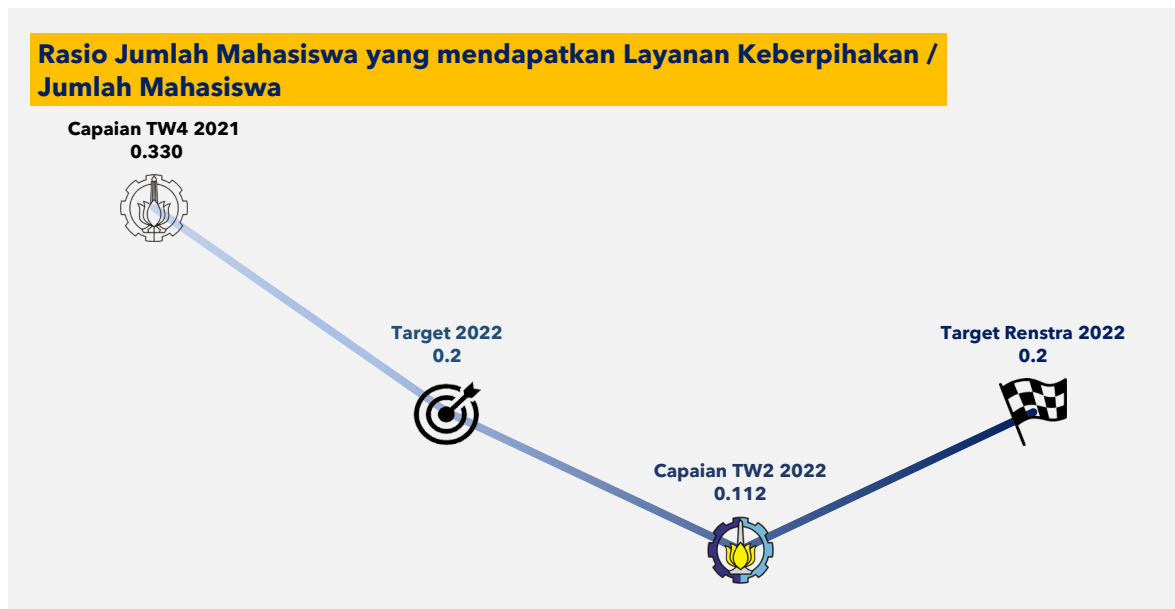 Rasio Jumlah Mahasiswa yang mendapatkan Layanan Keberpihakan /
Jumlah Mahasiswa
Capaian TW4 2021
0.330
Target 2022
0.2
Capaian TW2 2022
0.112
Target Renstra 2022
0.2